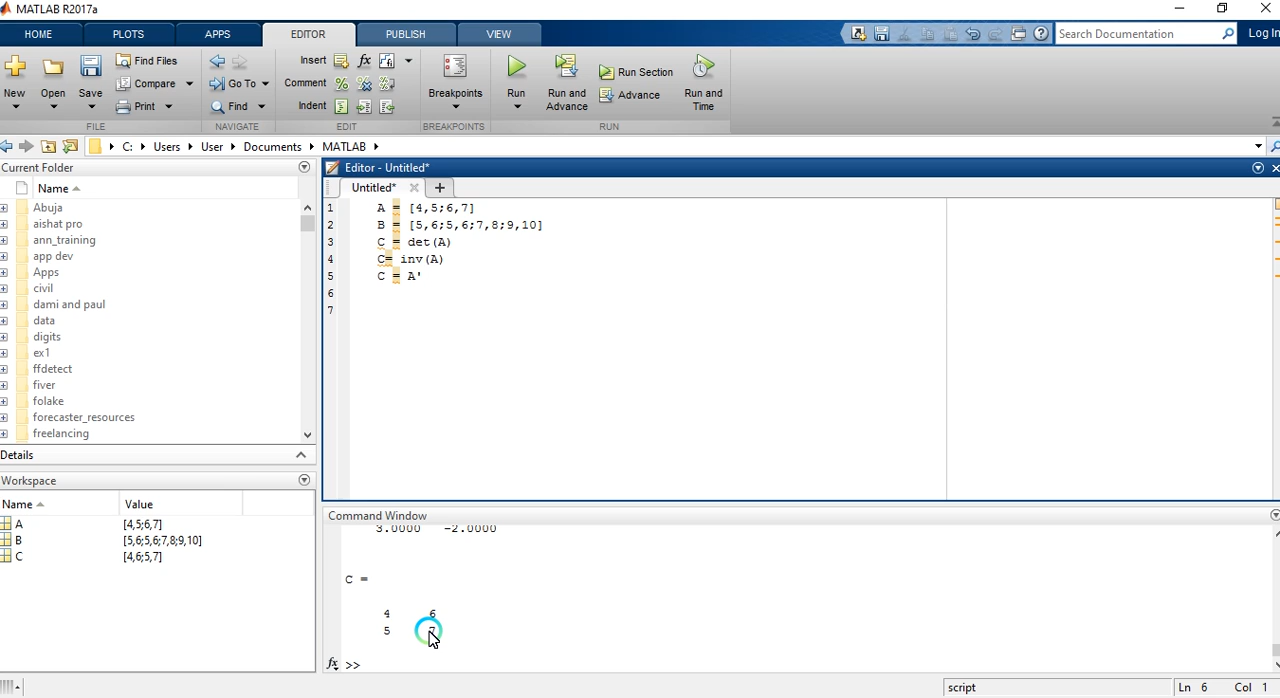 MATLAB R2017a
HOME PLOTS APPS EDITOR PUBLISH VIEW Search Documentation Log In
New Open Save Find Files Compare Print
Go To Find
Insert Comment Indent
Breakpoints
Run Run and Advance Run Section Advance Run and Time
FILE NAVIGATE EDIT BREAKPOINTS RUN
C: Users User Documents MATLAB
Current Folder
Name
Abuja
aishat pro
ann_training
app dev
Apps
civil
dami and paul
data
digits
ex1
ffdetect
fiver
folake
forecaster_resources
freelancing
Details
Workspace
Name Value
A [4,5;6,7]
B [5,6;5,6;7,8;9,10]
C [4,6;5,7]
Editor - Untitled*
Untitled*
1 A = [4,5;6,7]
2 B = [5,6;5,6;7,8;9,10]
3 C = det(A)
4 C= inv(A)
5 C = A'
6
7
Command Window
3.0000 -2.0000
C =
4 6
5 7
fx >>
script Ln 6 Col 1